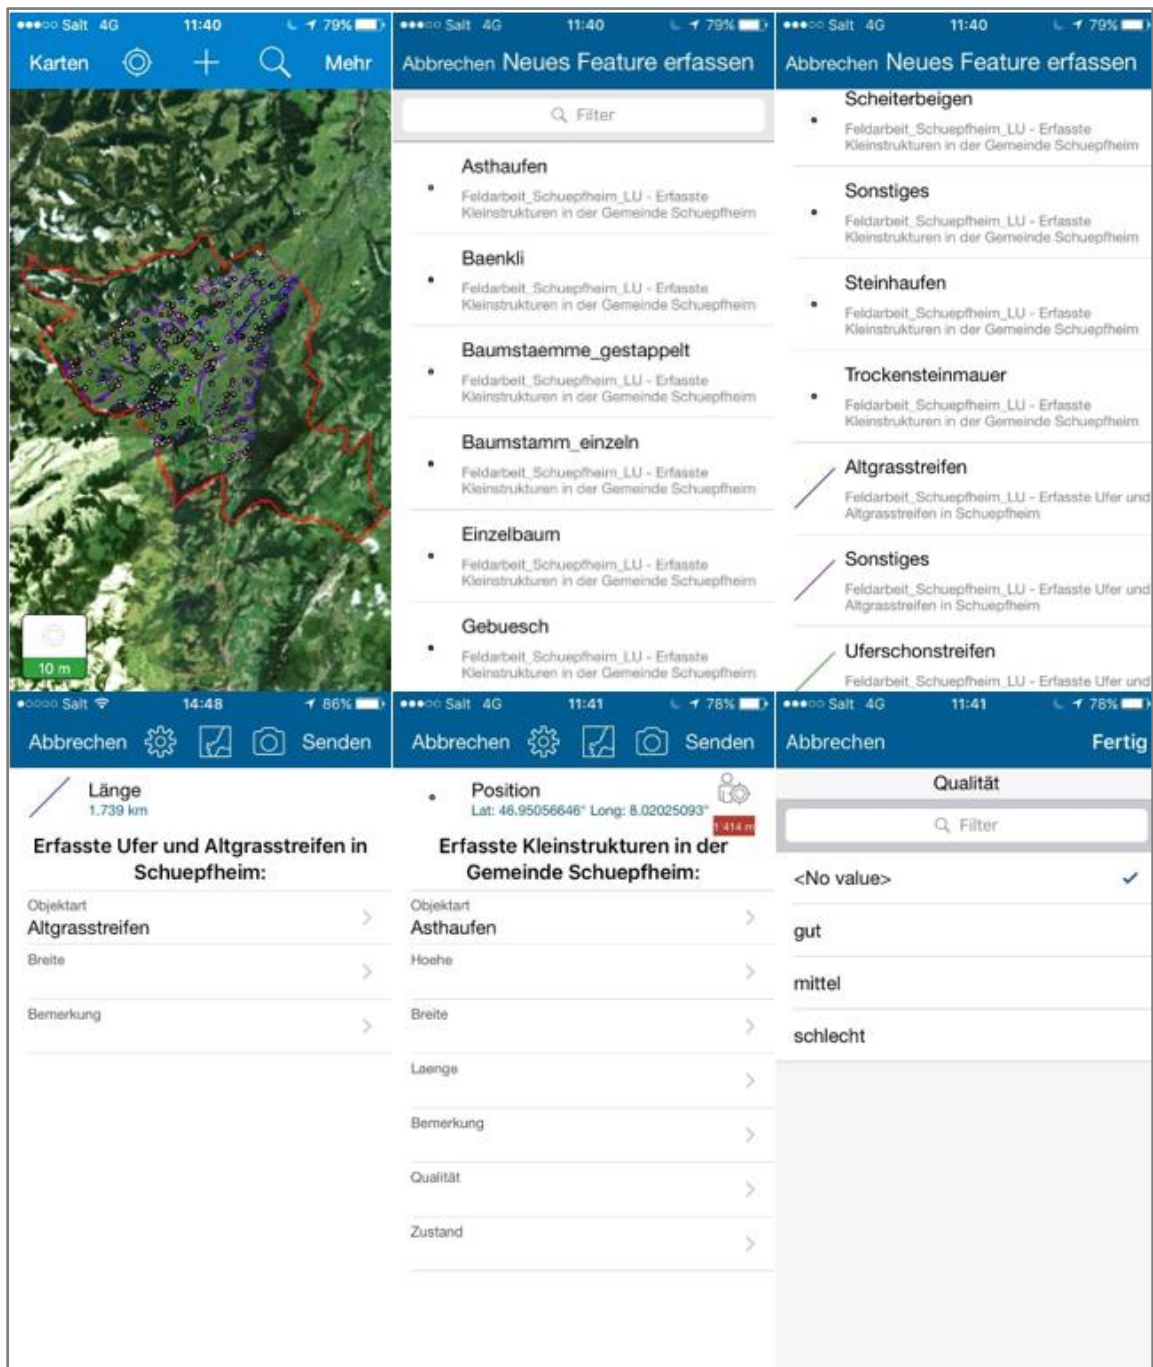 Salt 4G 11:40 79%
Karten Mehr
10 m
Salt 4G 11:40 79%
Abbrechen Neues Feature erfassen
Filter
Asthaufen
Feldarbeit_Schuepfheim_LU - Erfasste
Kleinstrukturen in der Gemeinde Schuepfheim
Baenkli
Feldarbeit_Schuepfheim_LU - Erfasste
Kleinstrukturen in der Gemeinde Schuepfheim
Baumstaemme_gestappelt
Feldarbeit_Schuepfheim_LU - Erfasste
Kleinstrukturen in der Gemeinde Schuepfheim
Baumstamm_einzeln
Feldarbeit_Schuepfheim_LU - Erfasste
Kleinstrukturen in der Gemeinde Schuepfheim
Einzelbaum
Feldarbeit_Schuepfheim_LU - Erfasste
Kleinstrukturen in der Gemeinde Schuepfheim
Gebuesch
Feldarbeit_Schuepfheim_LU - Erfasste
Kleinstrukturen in der Gemeinde Schuepfheim
Salt 4G 11:40 79%
Abbrechen Neues Feature erfassen
Scheiterbeigen
Feldarbeit_Schuepfheim_LU - Erfasste
Kleinstrukturen in der Gemeinde Schuepfheim
Sonstiges
Feldarbeit_Schuepfheim_LU - Erfasste
Kleinstrukturen in der Gemeinde Schuepfheim
Steinhaufen
Feldarbeit_Schuepfheim_LU - Erfasste
Kleinstrukturen in der Gemeinde Schuepfheim
Trockensteinmauer
Feldarbeit_Schuepfheim_LU - Erfasste
Kleinstrukturen in der Gemeinde Schuepfheim
Altgrasstreifen
Feldarbeit_Schuepfheim_LU - Erfasste Ufer und
Altgrasstreifen in Schuepfheim
Sonstiges
Feldarbeit_Schuepfheim_LU - Erfasste Ufer und
Altgrasstreifen in Schuepfheim
Uferschonstreifen
Feldarbeit_Schuepfheim_LU - Erfasste Ufer und
Salt 14:48 86%
Abbrechen Senden
Länge
1.739 km
Erfasste Ufer und Altgrasstreifen in
Schuepfheim:
Objektart
Altgrasstreifen
Breite
Bemerkung
Salt 4G 11:41 78%
Abbrechen Senden
Position
Lat: 46.95056646° Long: 8.02025093°
1'414 m
Erfasste Kleinstrukturen in der
Gemeinde Schuepfheim:
Objektart
Asthaufen
Hoehe
Breite
Laenge
Bemerkung
Qualität
Zustand
Salt 4G 11:41 78%
Abbrechen Fertig
Qualität
Filter
<No value>
gut
mittel
schlecht